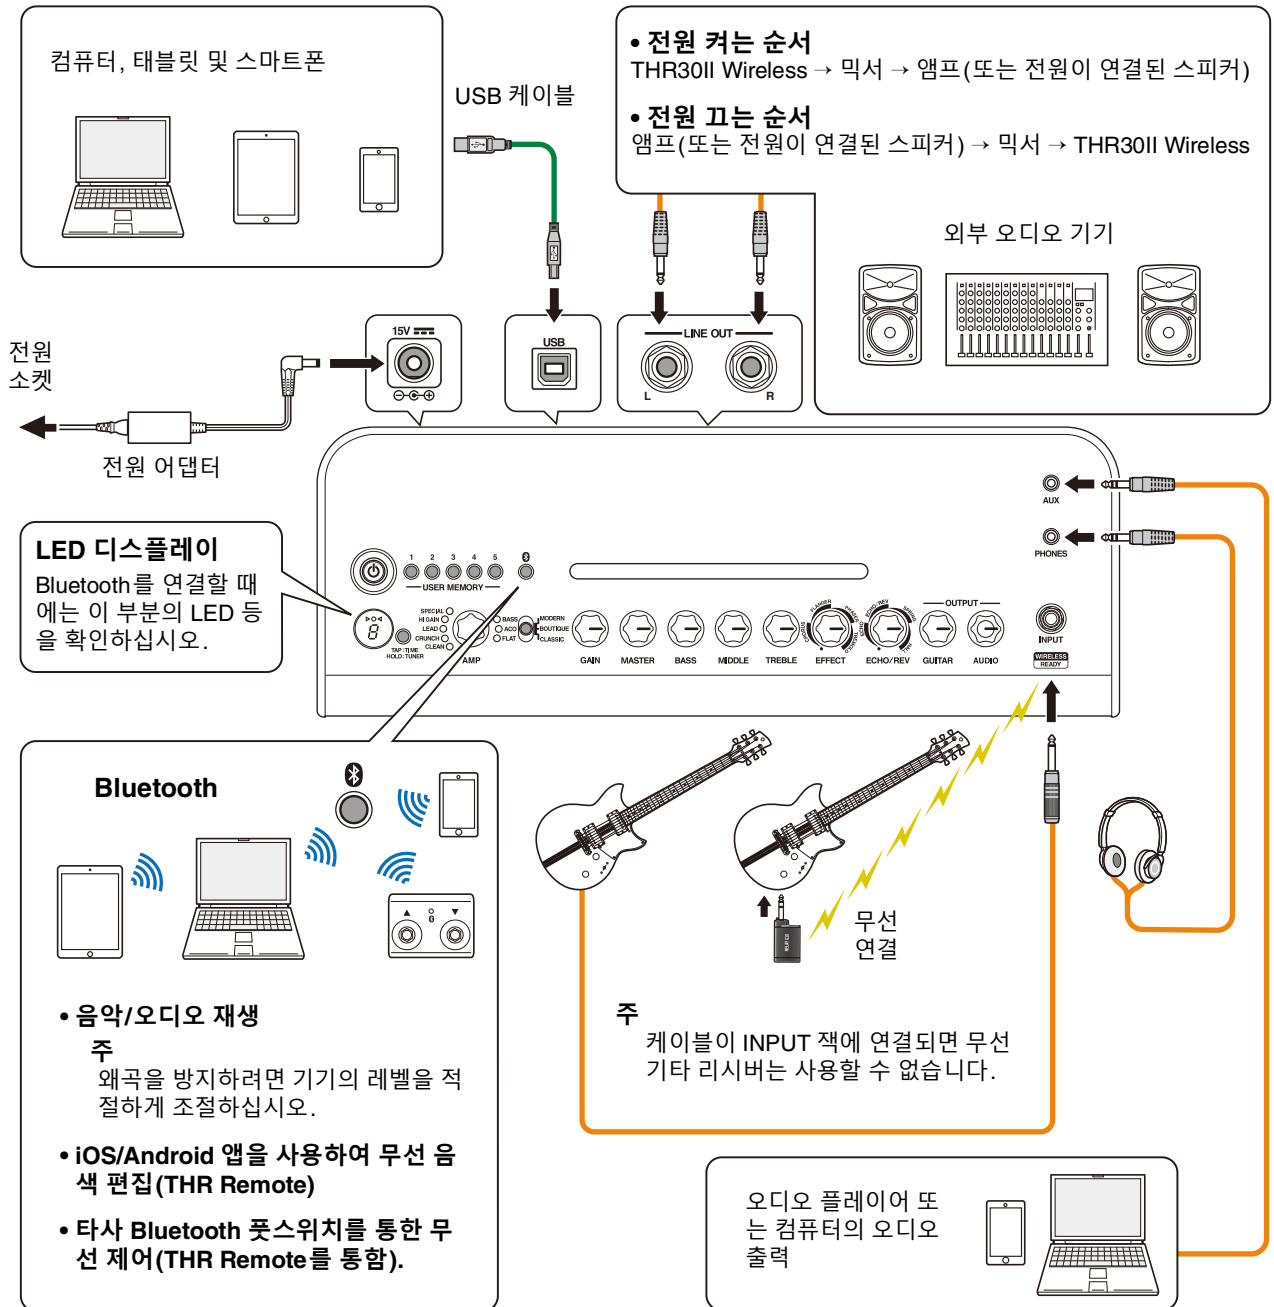 컴퓨터, 태블릿 및 스마트폰
USB 케이블
• 전원 켜는 순서
THR30II Wireless → 믹서 → 앰프(또는 전원이 연결된 스피커)
• 전원 끄는 순서
앰프(또는 전원이 연결된 스피커) → 믹서 → THR30II Wireless
외부 오디오 기기
15V
USB
LINE OUT
L
R
전원
소켓
전원 어댑터
AUX
PHONES
LED 디스플레이
Bluetooth를 연결할 때
에는 이 부분의 LED 등
을 확인하십시오.
1 2 3 4 5
USER MEMORY
SPECIAL
HI GAIN
LEAD
CRUNCH
CLEAN
BASS
ACO
FLAT
MODERN
BOUTIQUE
CLASSIC
TAP:TIME
HOLD:TUNER
AMP
GAIN
MASTER
BASS
MIDDLE
TREBLE
CHORUS
FLANGER
PHASER
TREMOLO
EFFECT
ECHO/REV
ECHO
SPRING
HALL
ECHO/REV
OUTPUT
GUITAR
AUDIO
INPUT
WIRELESS
READY
Bluetooth
RELAY G10
무선
연결
• 음악/오디오 재생
주
왜곡을 방지하려면 기기의 레벨을 적
절하게 조절하십시오.
• iOS/Android 앱을 사용하여 무선 음
색 편집(THR Remote)
• 타사 Bluetooth 풋스위치를 통한 무
선 제어(THR Remote를 통함).
주
케이블이 INPUT 잭에 연결되면 무선
기타 리시버는 사용할 수 없습니다.
오디오 플레이어 또
는 컴퓨터의 오디오
출력